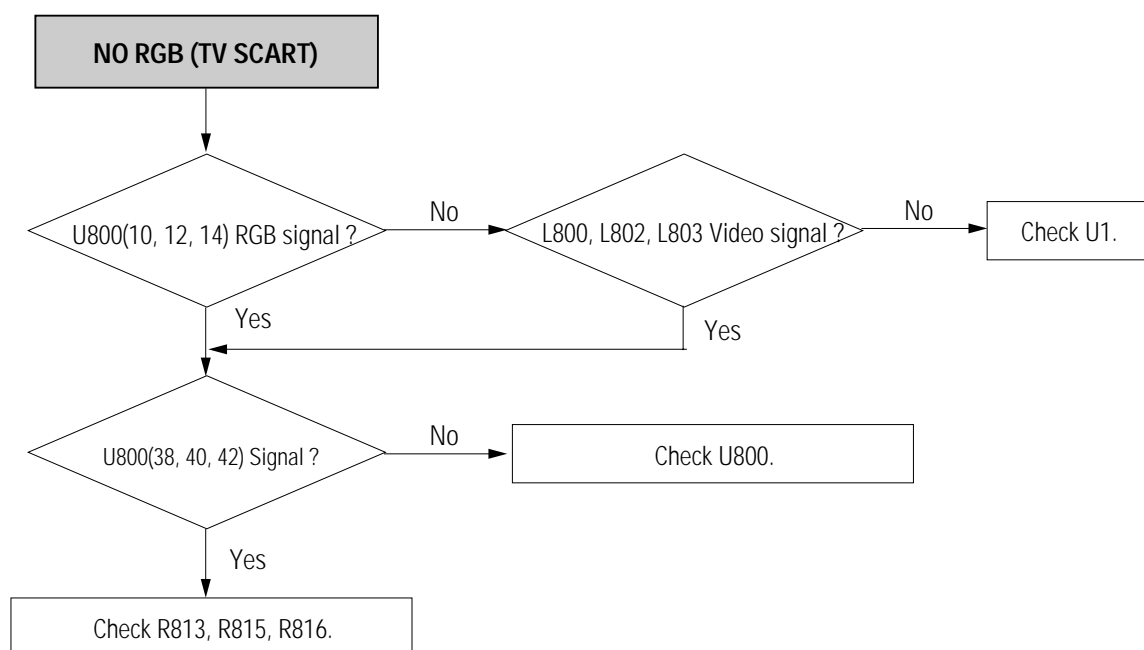 NO RGB (TV SCART)
U800(10, 12, 14) RGB signal ?
No
L800, L802, L803 Video signal ?
No
Check U1.
Yes
Yes
U800(38, 40, 42) Signal ?
No
Check U800.
Yes
Check R813, R815, R816.